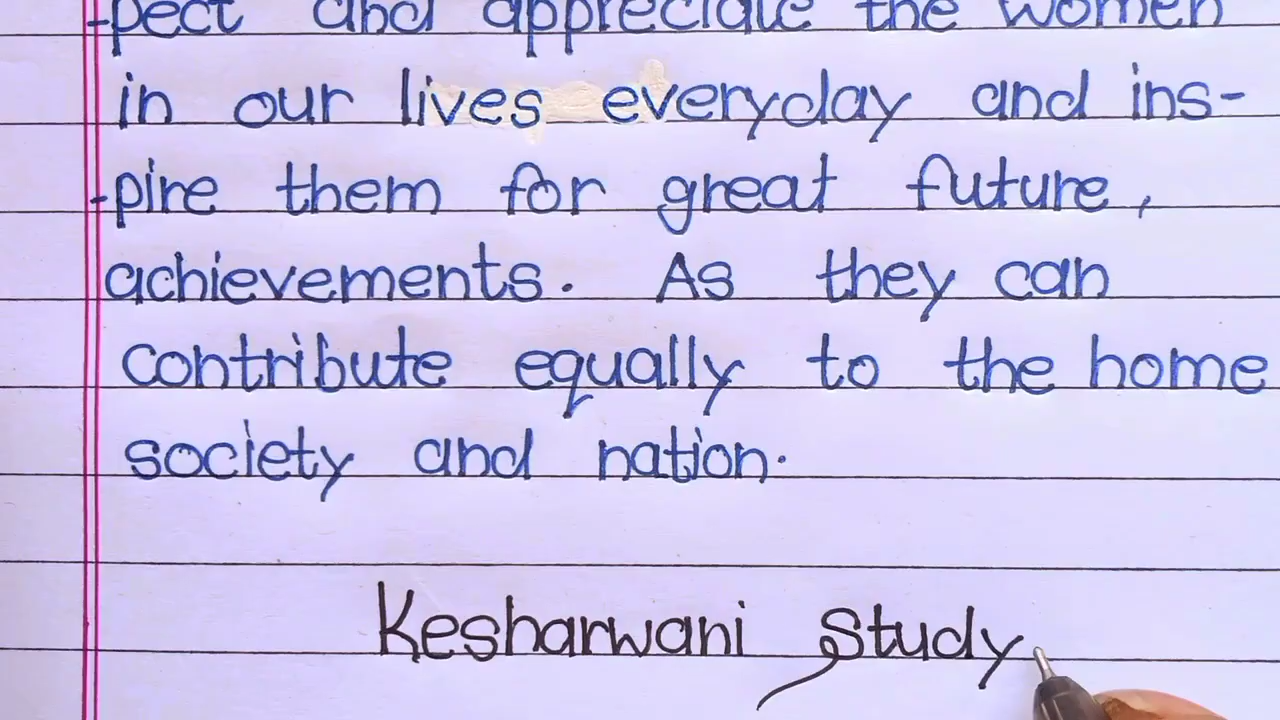 -pect and appreciate the women
in our lives everyday and ins-
-pire them for great future,
achievements. As they can
contribute equally to the home
society and nation.
Kesharwani Study